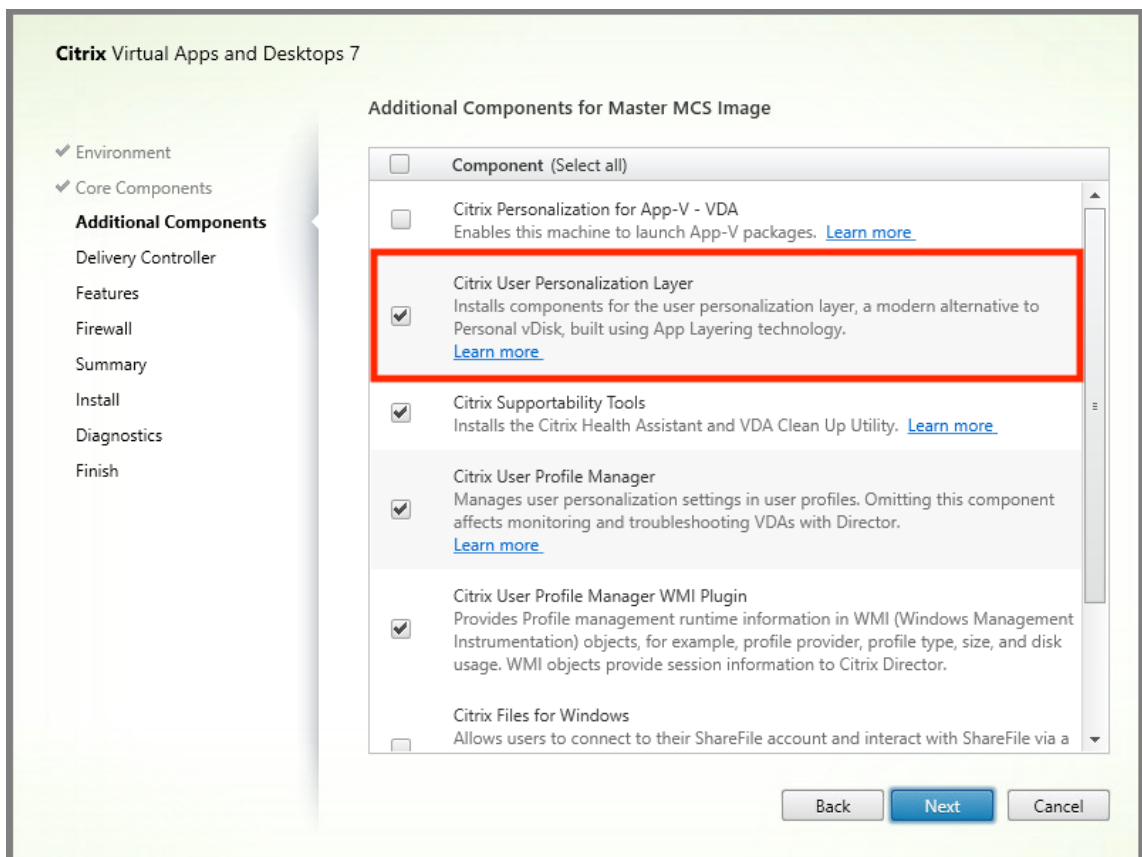 Citrix Virtual Apps and Desktops 7
Additional Components for Master MCS Image
Environment
Core Components
Additional Components
Delivery Controller
Features
Firewall
Summary
Install
Diagnostics
Finish
Component (Select all)
Citrix Personalization for App-V - VDA
Enables this machine to launch App-V packages. Learn more
Citrix User Personalization Layer
Installs components for the user personalization layer, a modern alternative to
Personal vDisk, built using App Layering technology.
Learn more
Citrix Supportability Tools
Installs the Citrix Health Assistant and VDA Clean Up Utility. Learn more
Citrix User Profile Manager
Manages user personalization settings in user profiles. Omitting this component
affects monitoring and troubleshooting VDAs with Director.
Learn more
Citrix User Profile Manager WMI Plugin
Provides Profile management runtime information in WMI (Windows Management
Instrumentation) objects, for example, profile provider, profile type, size, and disk
usage. WMI objects provide session information to Citrix Director.
Citrix Files for Windows
Allows users to connect to their ShareFile account and interact with ShareFile via a
Back
Next
Cancel